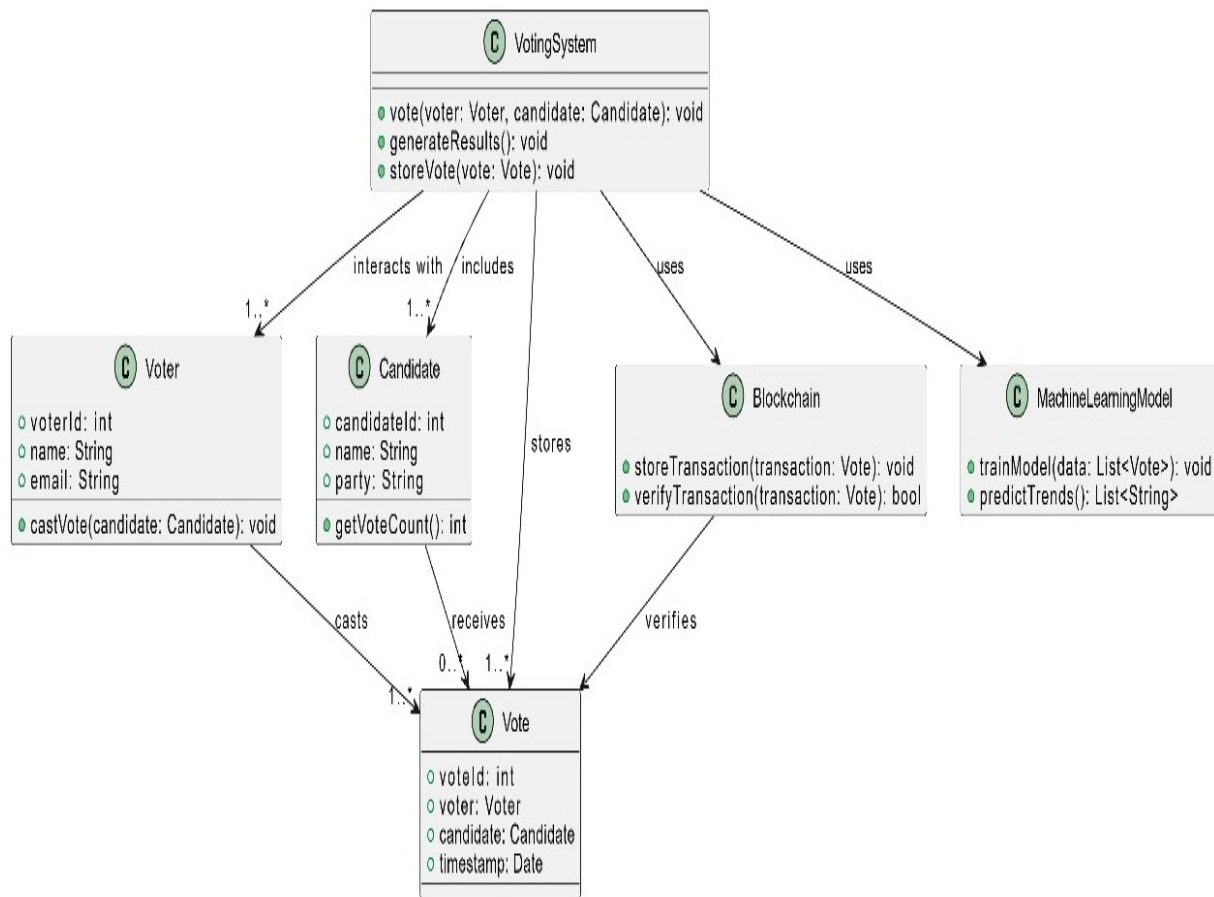 C VotingSystem
vote(voter: Voter, candidate: Candidate): void
generateResults(): void
storeVote(vote: Vote): void
interacts with
includes
uses
uses
1..*
1..*
C Voter
voterId: int
name: String
email: String
castVote(candidate: Candidate): void
C Candidate
candidateId: int
name: String
party: String
getVoteCount(): int
stores
C Blockchain
storeTransaction(transaction: Vote): void
verifyTransaction(transaction: Vote): bool
C MachineLearningModel
trainModel(data: List<Vote>): void
predictTrends(): List<String>
casts
receives
verifies
1..*
0..*
1..*
C Vote
voteId: int
voter: Voter
candidate: Candidate
timestamp: Date